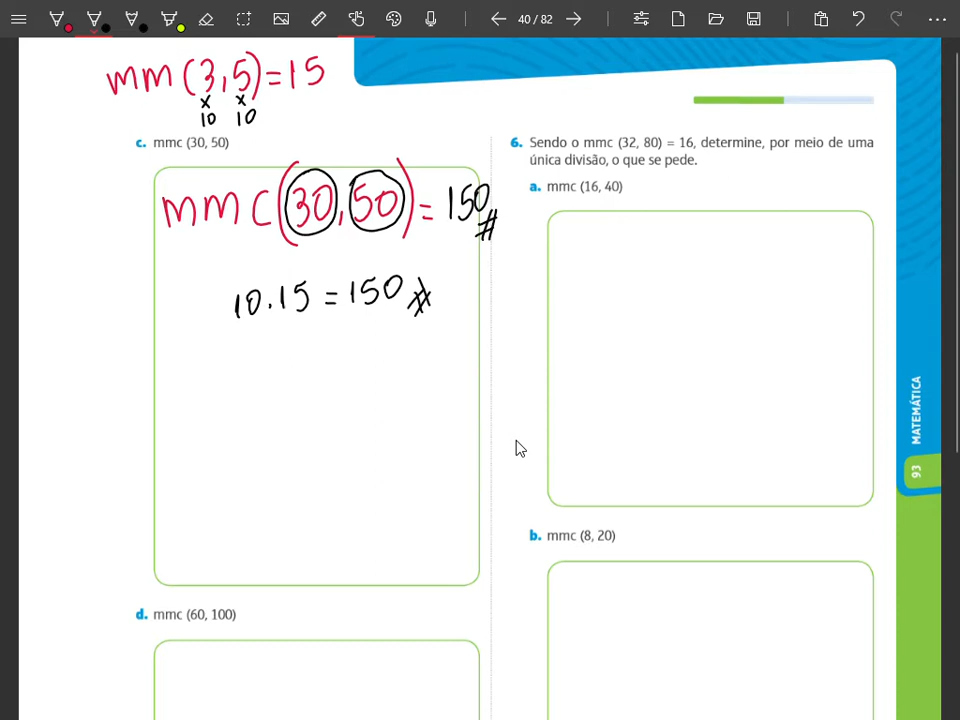 40 / 82
mm(3,5)=15
x x
10 10
c. mmc (30, 50)
mmc(30,50)=150#
10.15=150
d. mmc (60, 100)
6. Sendo o mmc (32, 80) = 16, determine, por meio de uma
única divisão, o que se pede.
a. mmc (16, 40)
b. mmc (8, 20)
MATEMÁTICA
93